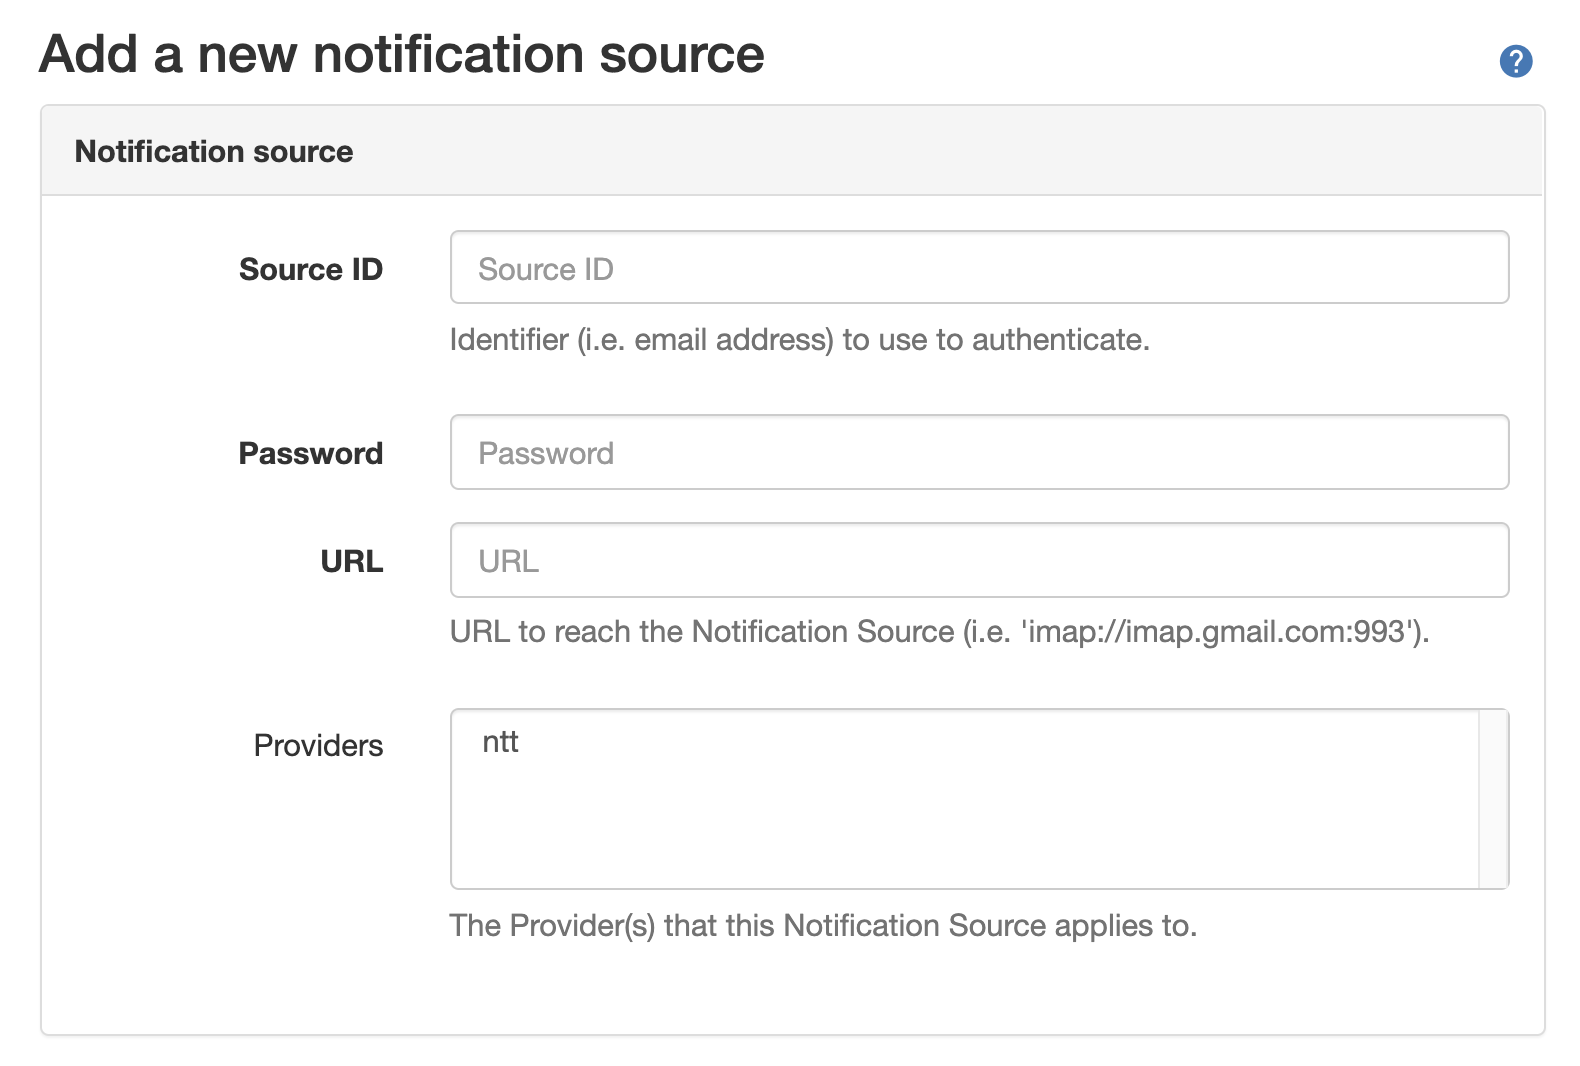 Add a new notification source
?
Notification source
Source ID
Source ID
Identifier (i.e. email address) to use to authenticate.
Password
Password
URL
URL
URL to reach the Notification Source (i.e. 'imap://imap.gmail.com:993').
Providers
ntt
The Provider(s) that this Notification Source applies to.